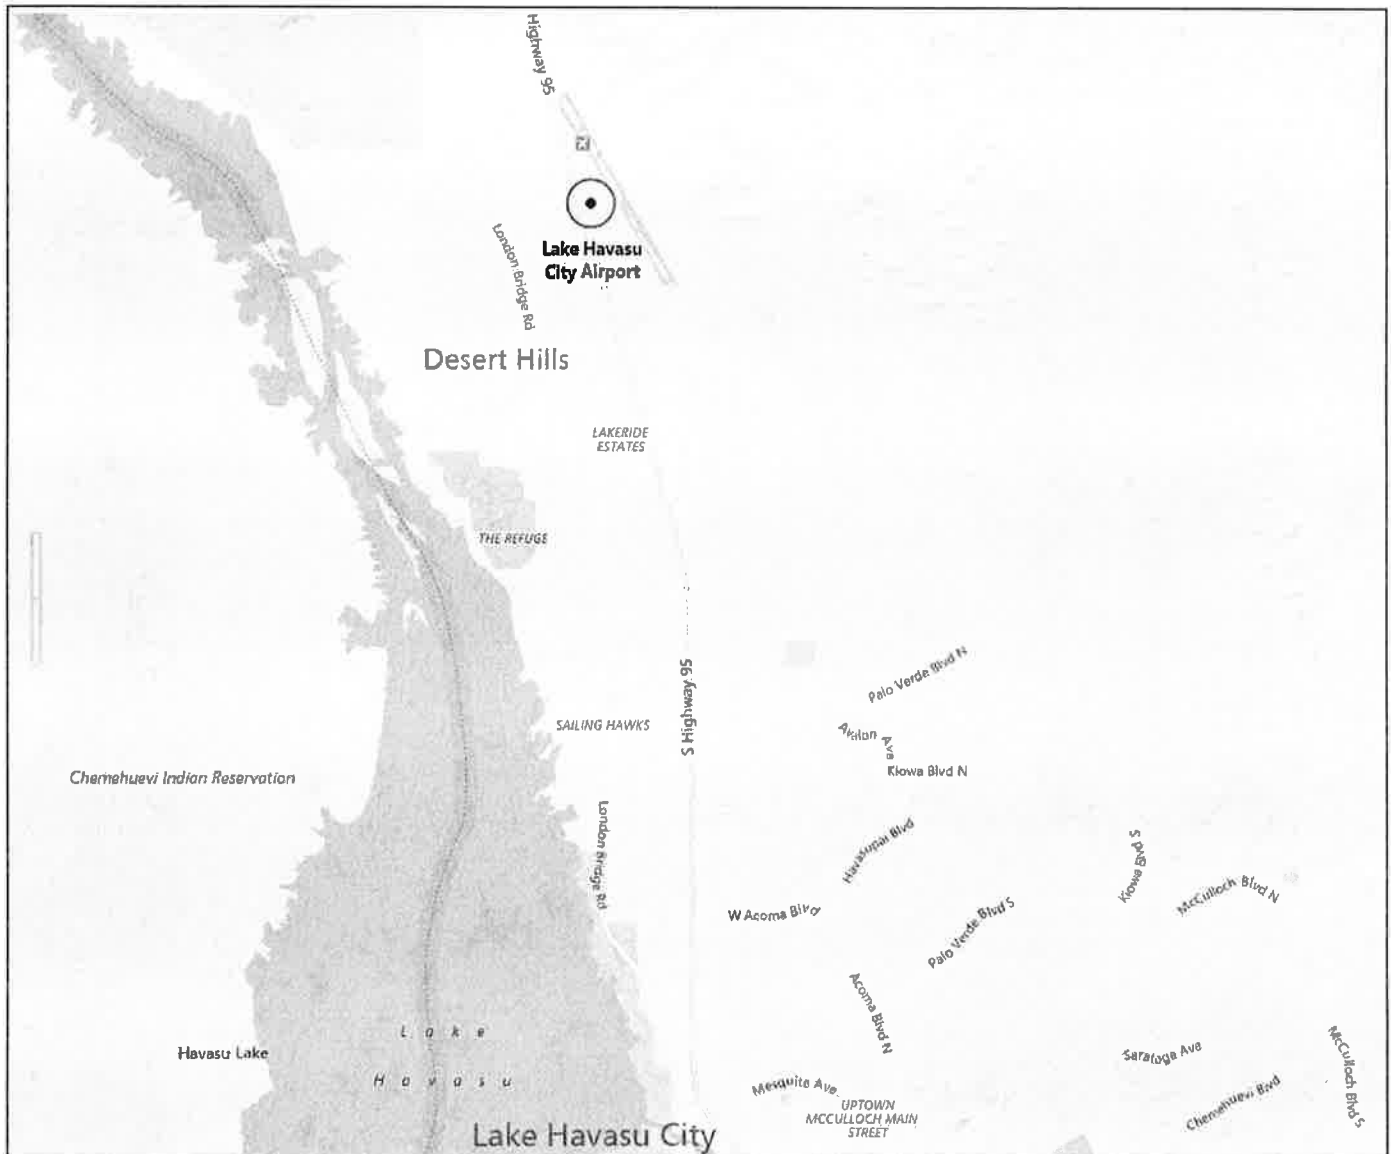 Highway 95
Lake Havasu
City Airport
London Bridge Rd
Desert Hills
LAKERIDE
ESTATES
THE REFUGE
Palo Verde Blvd N
S Highway 95
SAILING HAWKS
Avalon Ave
Kiowa Blvd N
Chemehuevi Indian Reservation
London Bridge Rd
Havasupai Blvd
Kiowa Blvd S
McCulloch Blvd N
W Acoma Blvd
Palo Verde Blvd S
Acoma Blvd N
Lake
Havasu
Havasu Lake
Saratoga Ave
McCulloch Blvd S
Mesquite Ave
Chemehuevi Blvd
UPTOWN
MCCULLOCH MAIN
STREET
Lake Havasu City